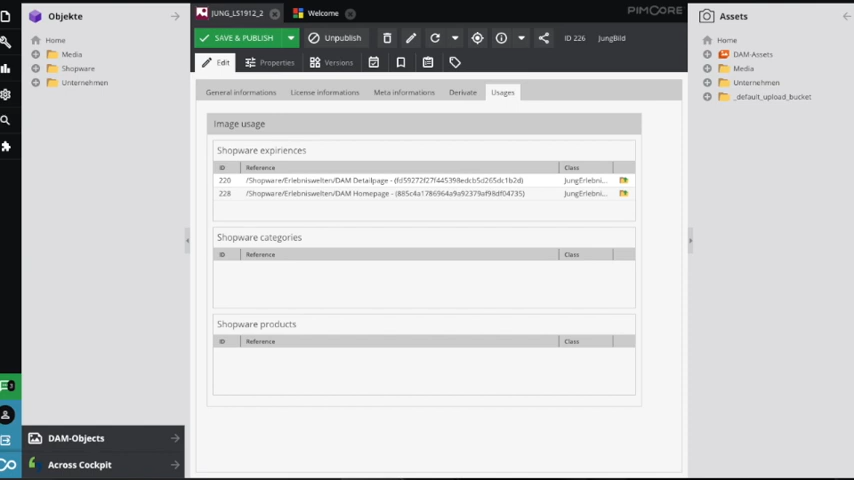 Objekte
Home
Media
Shopware
Unternehmen
DAM-Objects
Across Cockpit
JUNG_LS1912_2
Welcome
PIMCORE
SAVE & PUBLISH
Unpublish
ID 226
JungBild
Edit
Properties
Versions
General informations
License informations
Meta informations
Derivate
Usages
Image usage
Shopware expiriences
ID Reference Class
220 /Shopware/Erlebniswelten/DAM Detailpage - (fd59272f27f445398edcb5d265dc1b2d) JungErlebni...
228 /Shopware/Erlebniswelten/DAM Homepage - (885c4a1786964a9a92379af98df04735) JungErlebni...
Shopware categories
ID Reference Class
Shopware products
ID Reference Class
Assets
Home
DAM-Assets
Media
Unternehmen
_default_upload_bucket